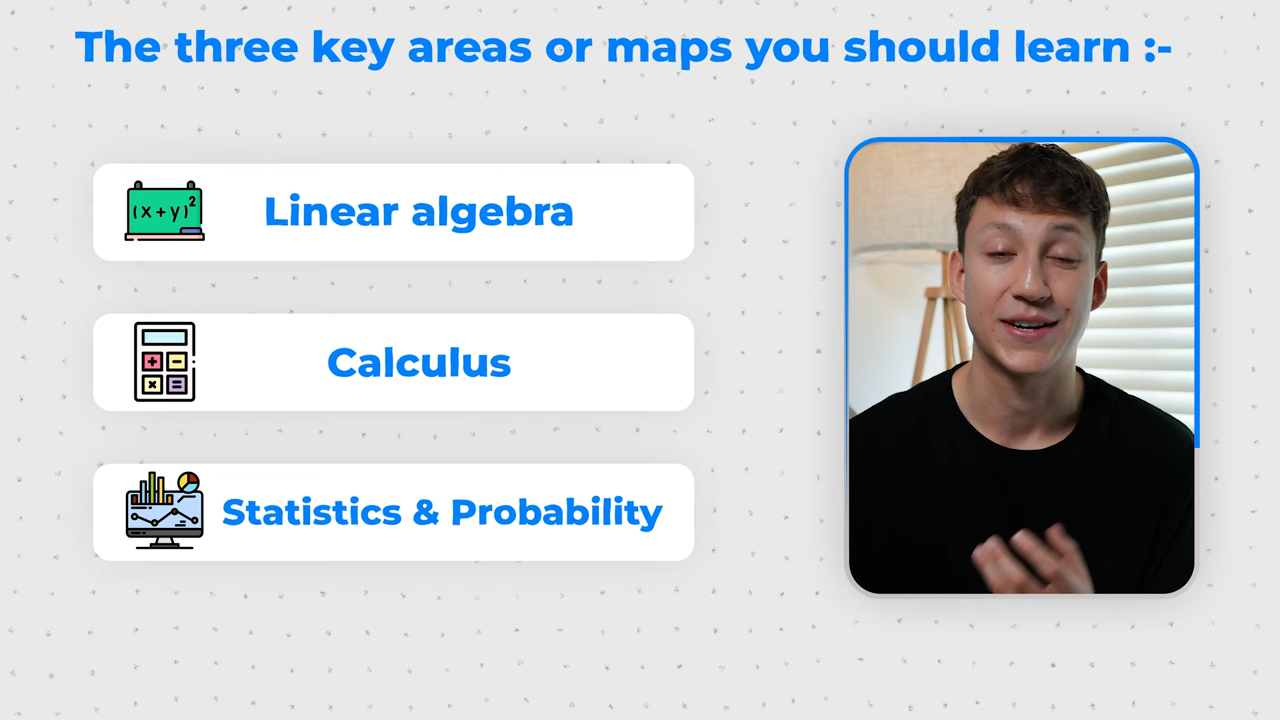 The three key areas or maps you should learn :-
(x+y)²
Linear algebra
Calculus
Statistics & Probability